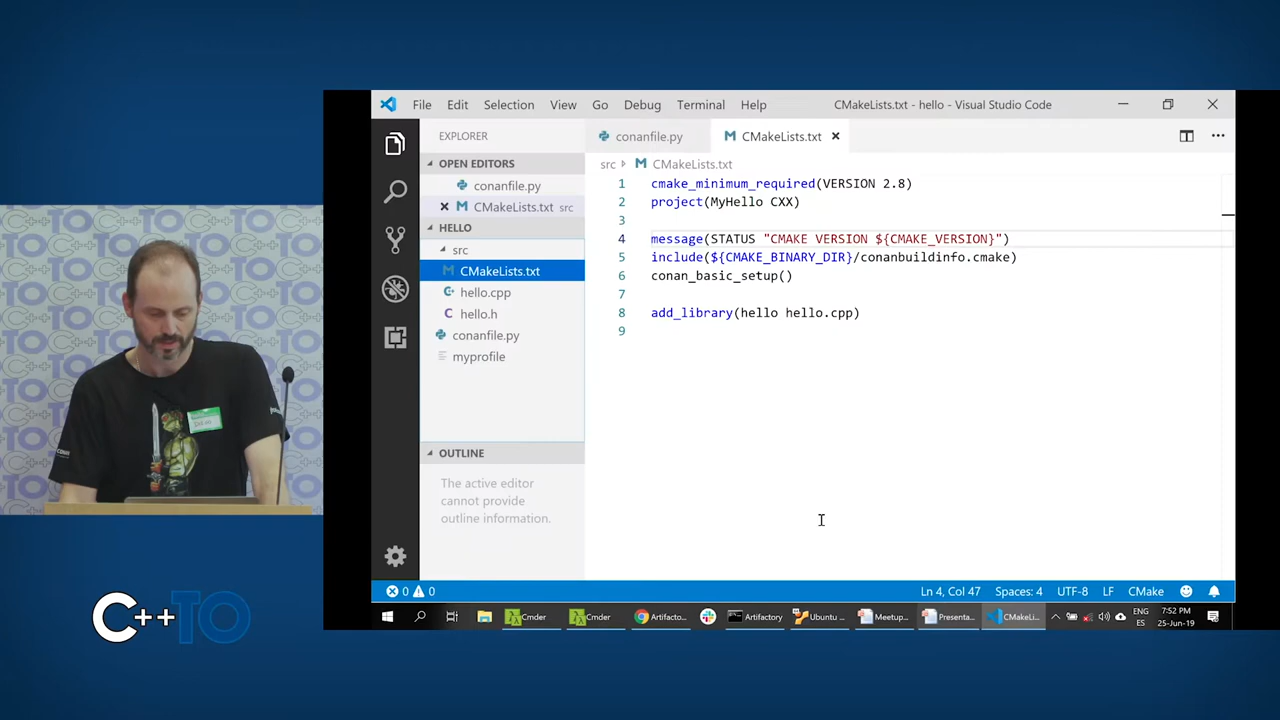 File Edit Selection View Go Debug Terminal Help
CMakeLists.txt - hello - Visual Studio Code
EXPLORER
OPEN EDITORS
conanfile.py
CMakeLists.txt src
HELLO
src
CMakeLists.txt
hello.cpp
hello.h
conanfile.py
myprofile
OUTLINE
The active editor
cannot provide
outline information.
conanfile.py
CMakeLists.txt
src CMakeLists.txt
1 cmake_minimum_required(VERSION 2.8)
2 project(MyHello CXX)
3
4 message(STATUS "CMAKE VERSION ${CMAKE_VERSION}")
5 include(${CMAKE_BINARY_DIR}/conanbuildinfo.cmake)
6 conan_basic_setup()
7
8 add_library(hello hello.cpp)
9
0 0
Ln 4, Col 47 Spaces: 4 UTF-8 LF CMake
Cmder Cmder Artifacto... Artifactory Ubuntu ... Meetup... Presenta... CMakeLi...
ENG
ES
7:52 PM
25-Jun-19
C++TO